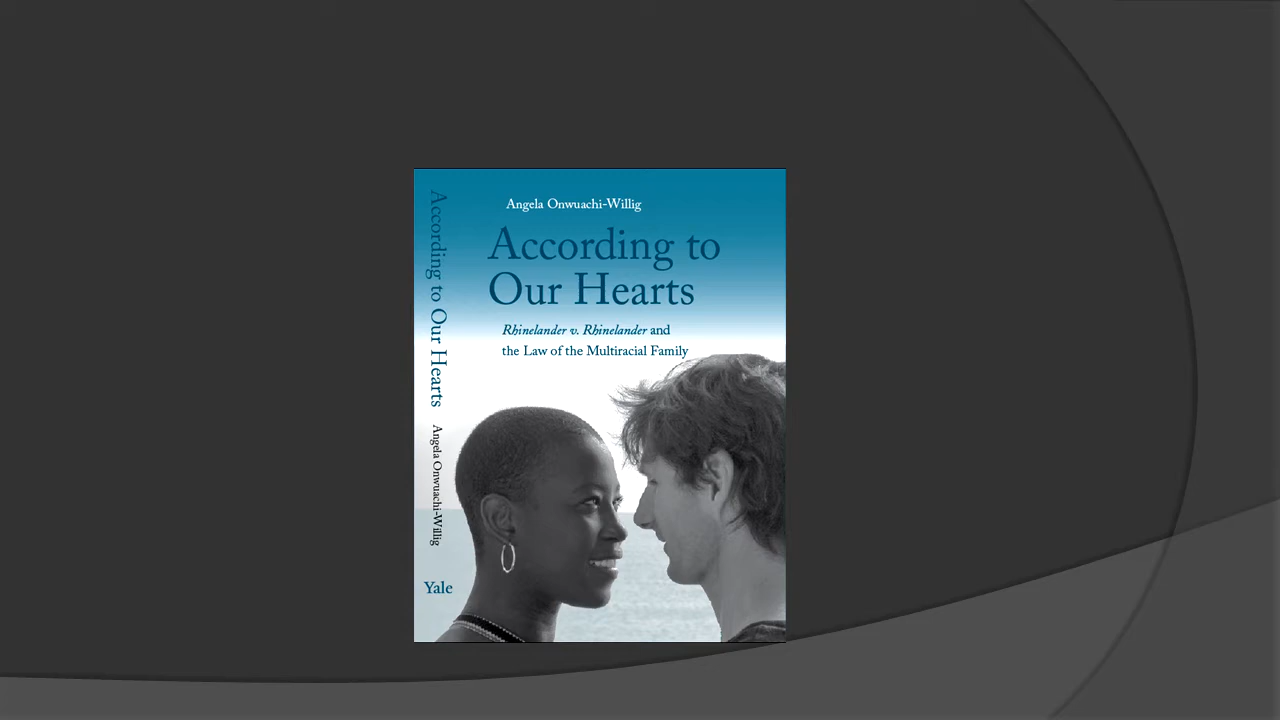 Angela Onwuachi-Willig
According to
Our Hearts
Rhinelander v. Rhinelander and
the Law of the Multiracial Family
According to Our Hearts
Angela Onwuachi-Willig
Yale